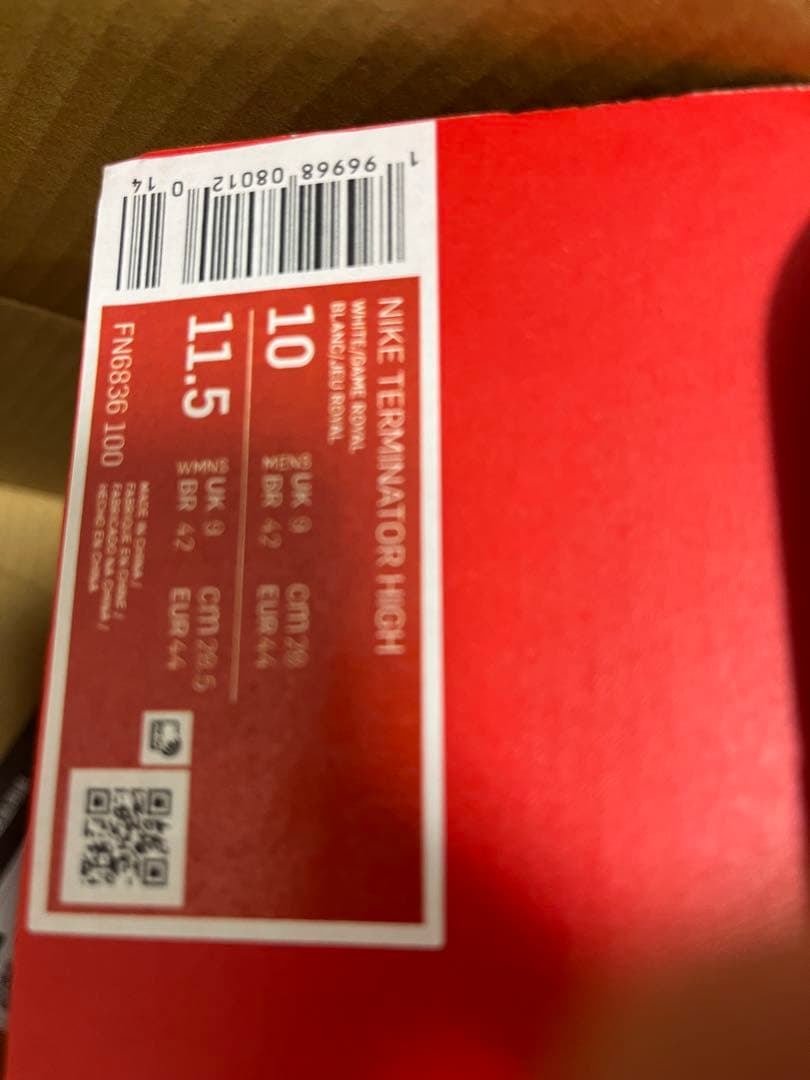 NIKE TERMINATOR HIGH
WHITE/GAME ROYAL
BLANC/JEU ROYAL
10 MENS UK 9 CM 28
BR 42 EUR 44
11.5 WMNS UK 9 CM 28.5
BR 42 EUR 44
FN6836 100
MADE IN CHINA /
FABRIQUE EN CHINE /
FABRICADO NA CHINA /
HECHO EN CHINA
1 96968 08012 0 14